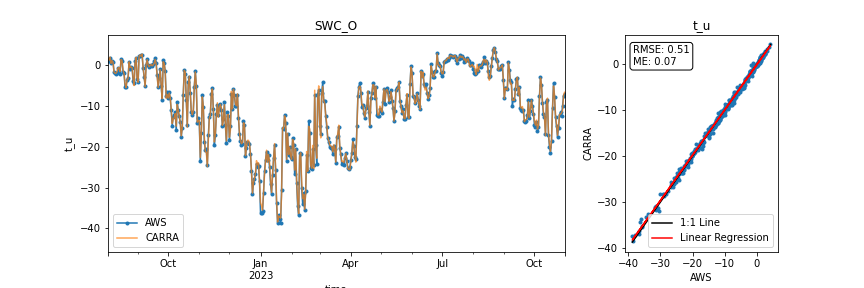 SWC_O
t_u
0
−10
−20
−30
−40
t_u
AWS
CARRA
Oct
Jan
2023
Apr
Jul
Oct
time
t_u
RMSE: 0.51
ME: 0.07
CARRA
0
−10
−20
−30
−40
1:1 Line
Linear Regression
−40
−30
−20
−10
0
AWS